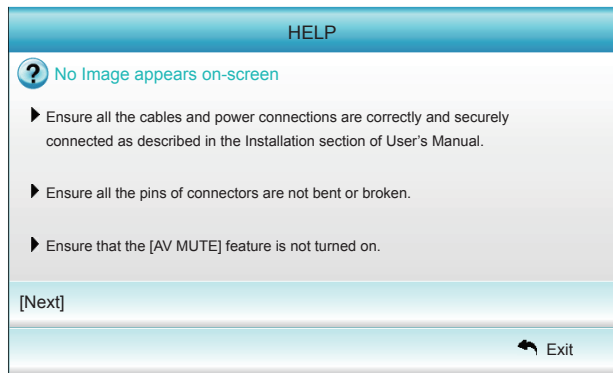 HELP
? No Image appears on-screen
Ensure all the cables and power connections are correctly and securely
connected as described in the Installation section of User's Manual.
Ensure all the pins of connectors are not bent or broken.
Ensure that the [AV MUTE] feature is not turned on.
[Next]
Exit